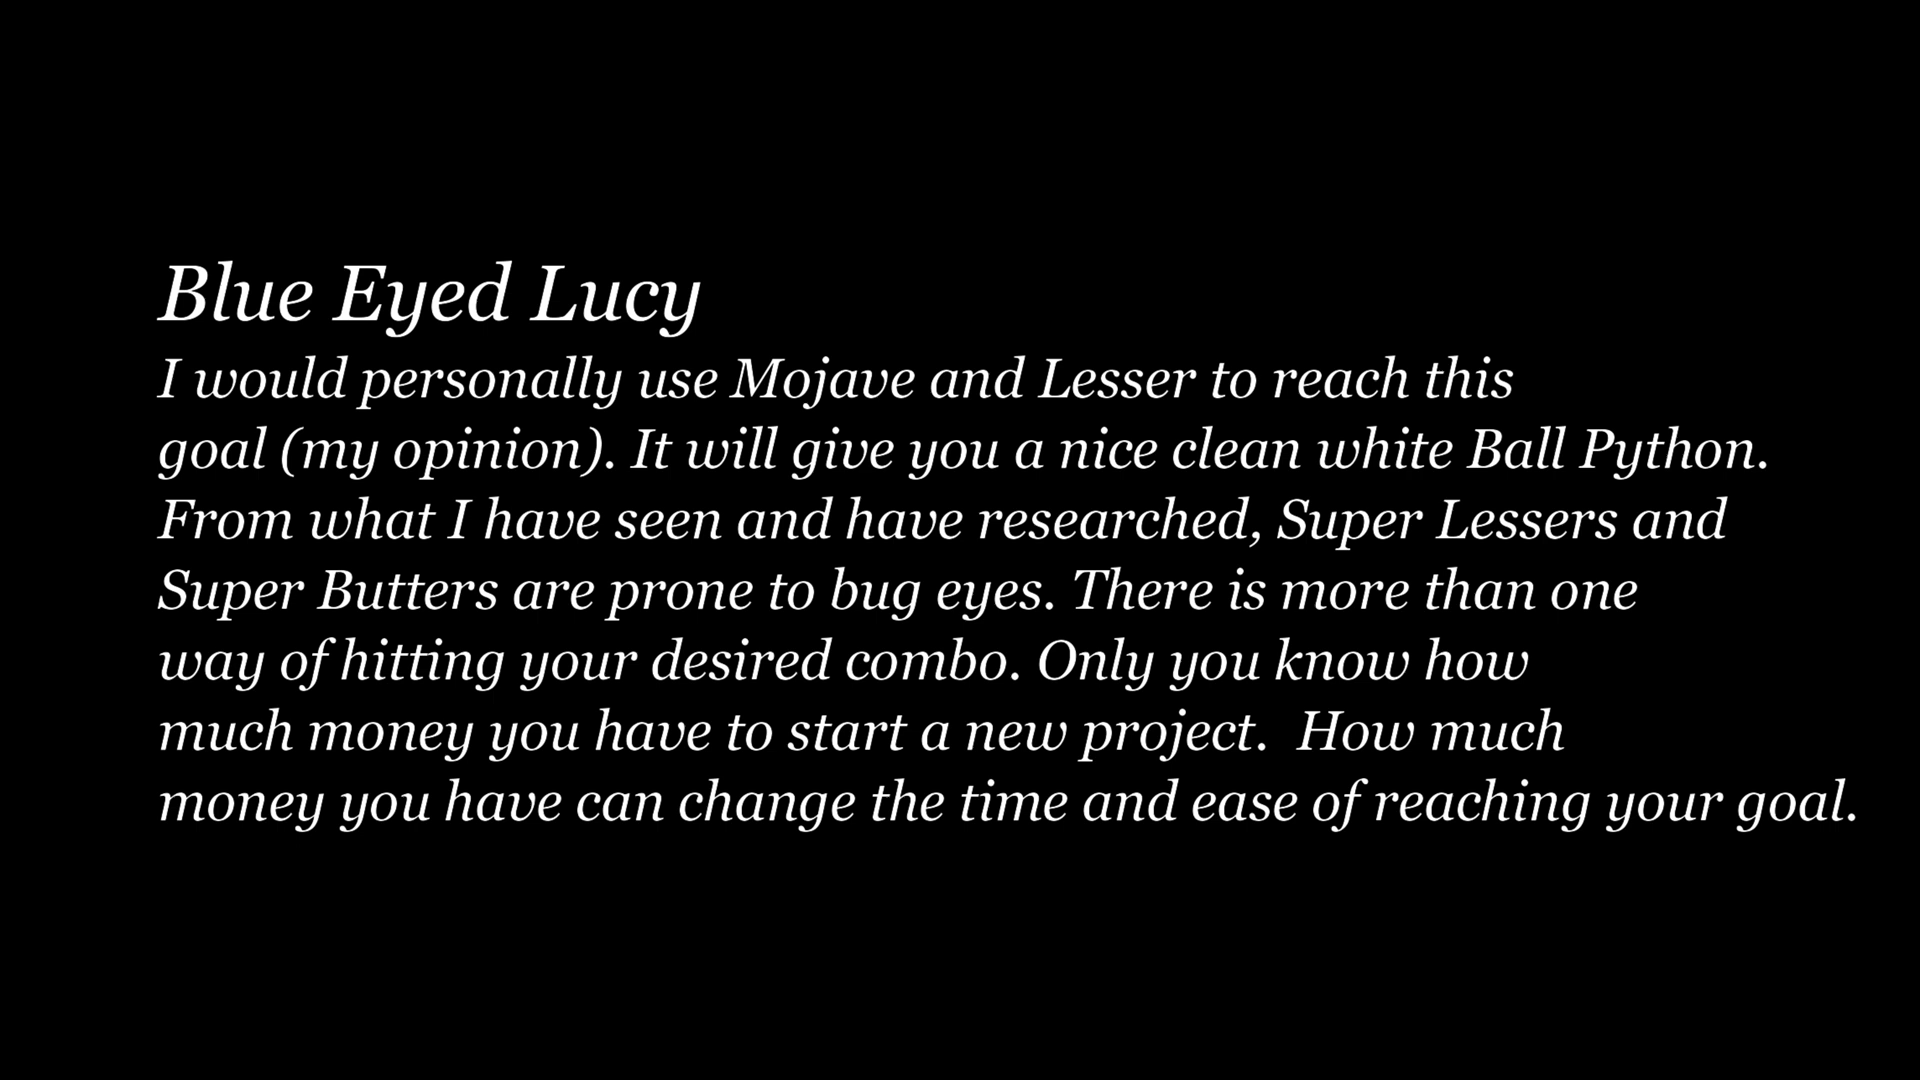 Blue Eyed Lucy
I would personally use Mojave and Lesser to reach this
goal (my opinion). It will give you a nice clean white Ball Python.
From what I have seen and have researched, Super Lessers and
Super Butters are prone to bug eyes. There is more than one
way of hitting your desired combo. Only you know how
much money you have to start a new project.  How much
money you have can change the time and ease of reaching your goal.